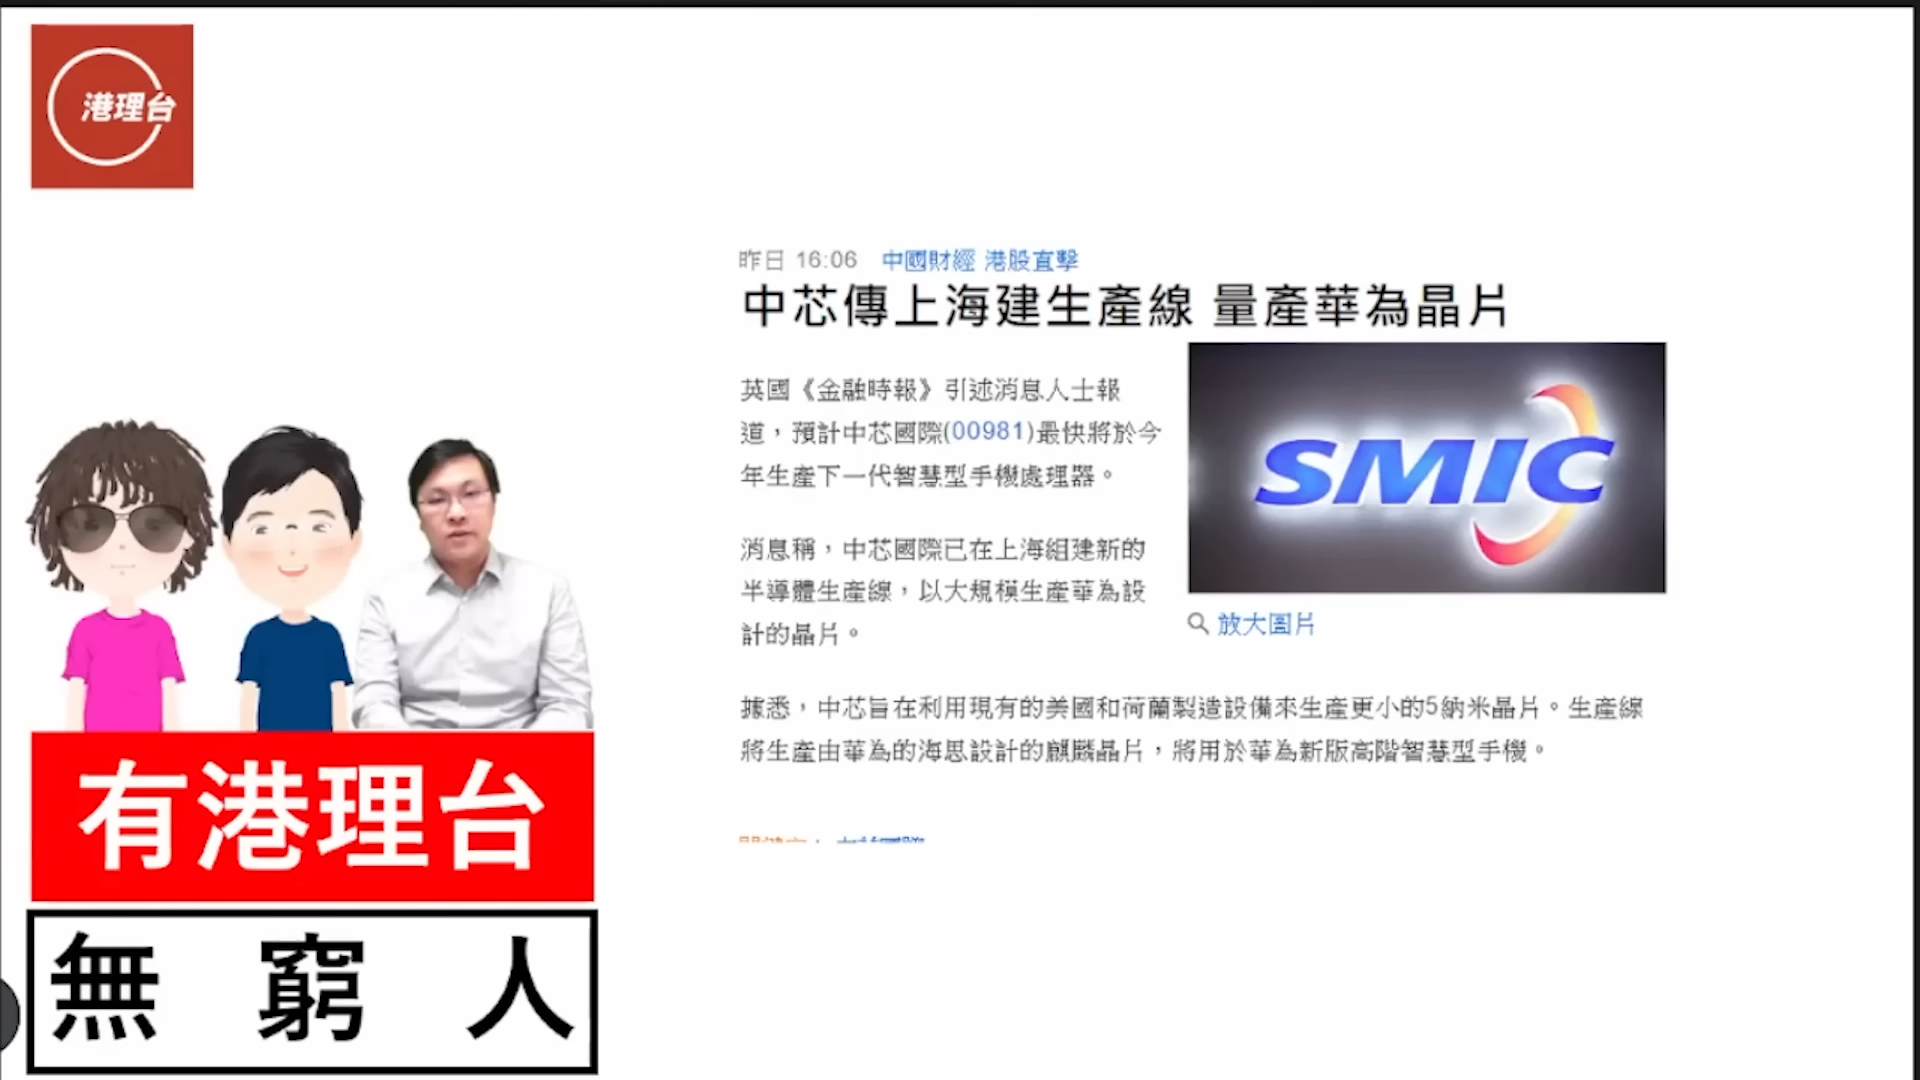 港理台
昨日 16:06 中國財經 港股直擊
中芯傳上海建生產線 量產華為晶片
英國《金融時報》引述消息人士報
道，預計中芯國際(00981)最快將於今
年生產下一代智慧型手機處理器。
消息稱，中芯國際已在上海組建新的
半導體生產線，以大規模生產華為設
計的晶片。
SMIC
放大圖片
據悉，中芯旨在利用現有的美國和荷蘭製造設備來生產更小的5納米晶片。生產線
將生產由華為的海思設計的麒麟晶片，將用於華為新版高階智慧型手機。
有港理台
無窮人